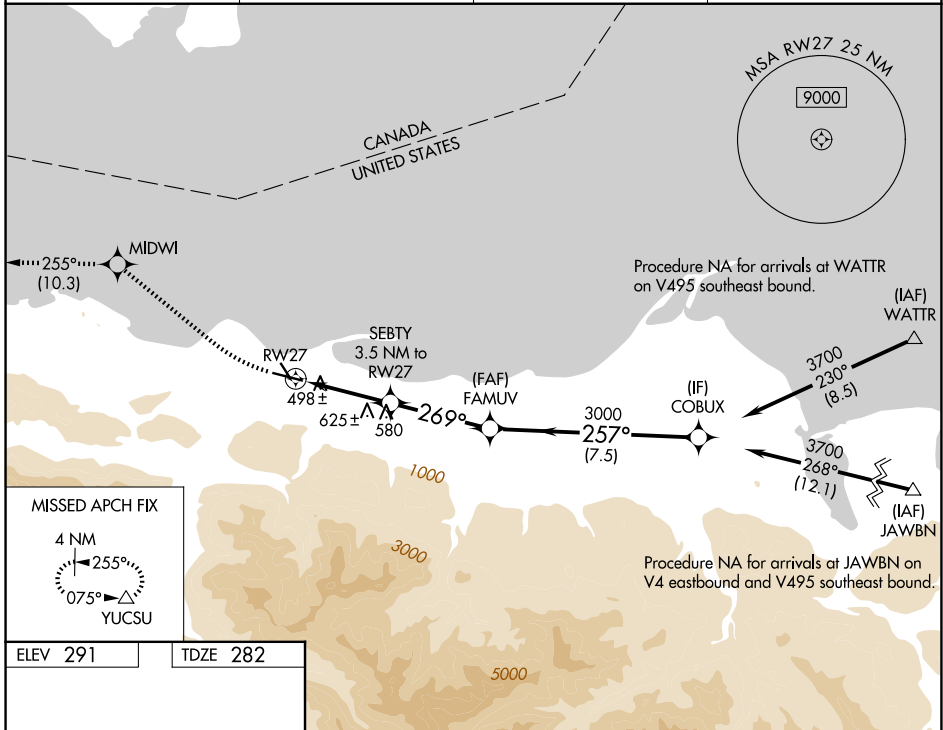 MSA RW27 25 NM
9000
CANADA
UNITED STATES
MIDWI
255°
(10.3)
Procedure NA for arrivals at WATTR
on V495 southeast bound.
(IAF)
WATTR
SEBTY
3.5 NM to
RW27
RW27
3700
230°
(8.5)
(FAF)
FAMUV
(IF)
COBUX
498±
625±
580
269°
3000
257°
(7.5)
3700
268°
(12.1)
(IAF)
JAWBN
1000
3000
5000
Procedure NA for arrivals at JAWBN on
V4 eastbound and V495 southeast bound.
MISSED APCH FIX
4 NM
255°
075°
YUCSU
ELEV 291
TDZE 282